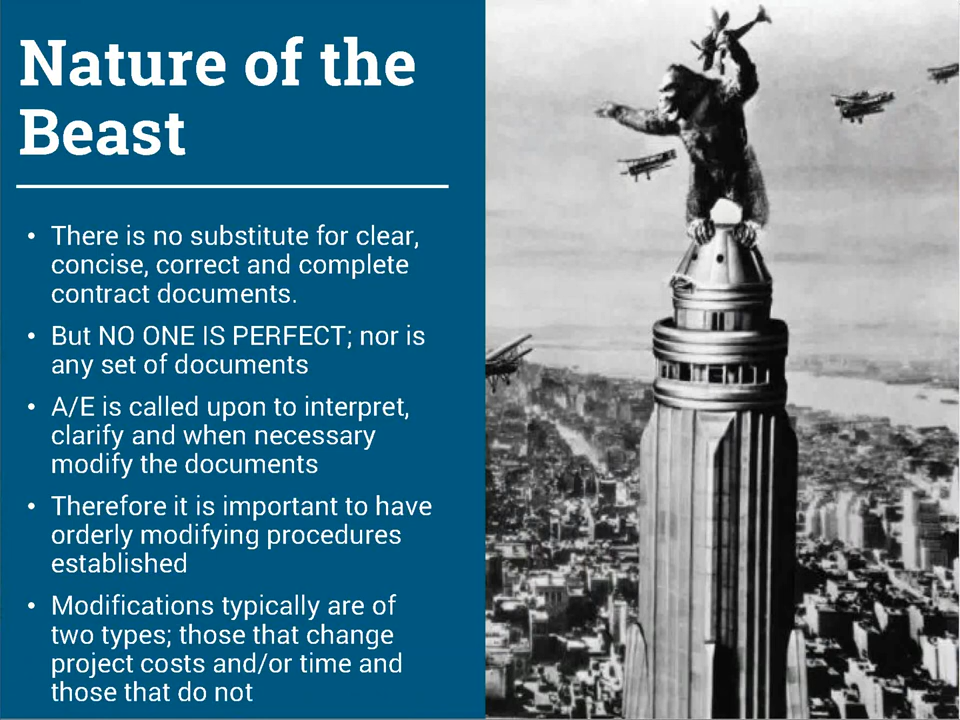 Nature of the
Beast
• There is no substitute for clear,
concise, correct and complete
contract documents.
• But NO ONE IS PERFECT; nor is
any set of documents
• A/E is called upon to interpret,
clarify and when necessary
modify the documents
• Therefore it is important to have
orderly modifying procedures
established
• Modifications typically are of
two types; those that change
project costs and/or time and
those that do not